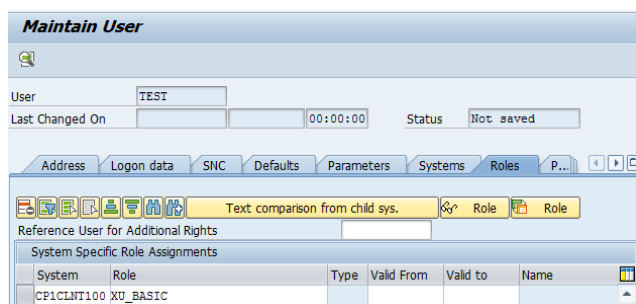 Maintain User
User TEST
Last Changed On 00:00:00 Status Not saved
Address Logon data SNC Defaults Parameters Systems Roles P...
Text comparison from child sys. Role Role
Reference User for Additional Rights
System Specific Role Assignments
System Role Type Valid From Valid to Name
CP1CLNT100 XU_BASIC